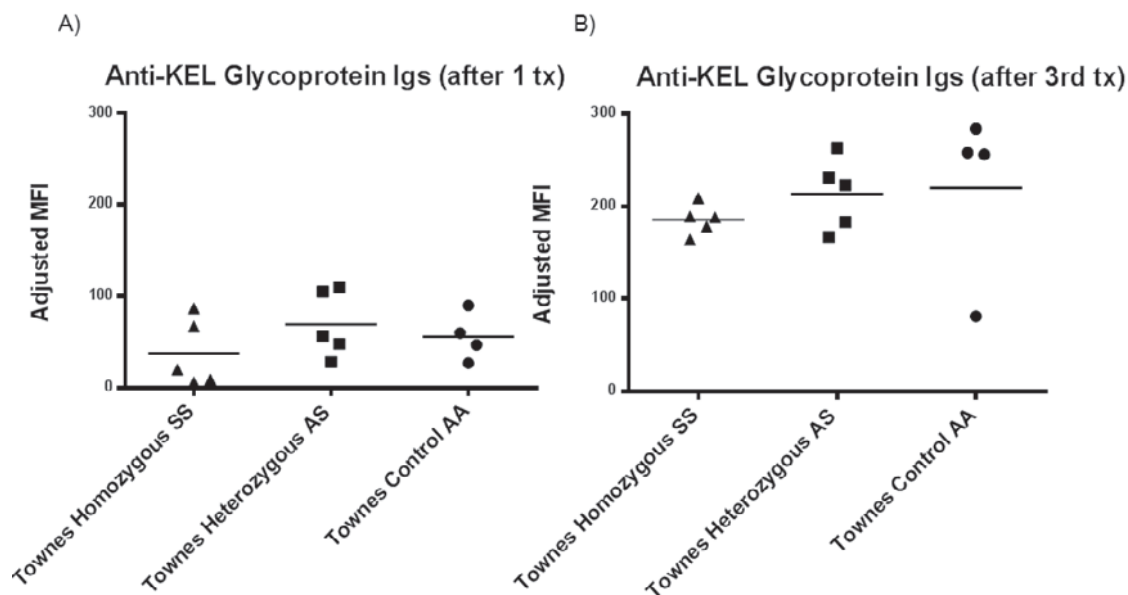 A)
Anti-KEL Glycoprotein Igs (after 1 tx)
Adjusted MFI
300
200
100
0
Townes Homozygous SS
Townes Heterozygous AS
Townes Control AA
B)
Anti-KEL Glycoprotein Igs (after 3rd tx)
Adjusted MFI
300
200
100
0
Townes Homozygous SS
Townes Heterozygous AS
Townes Control AA